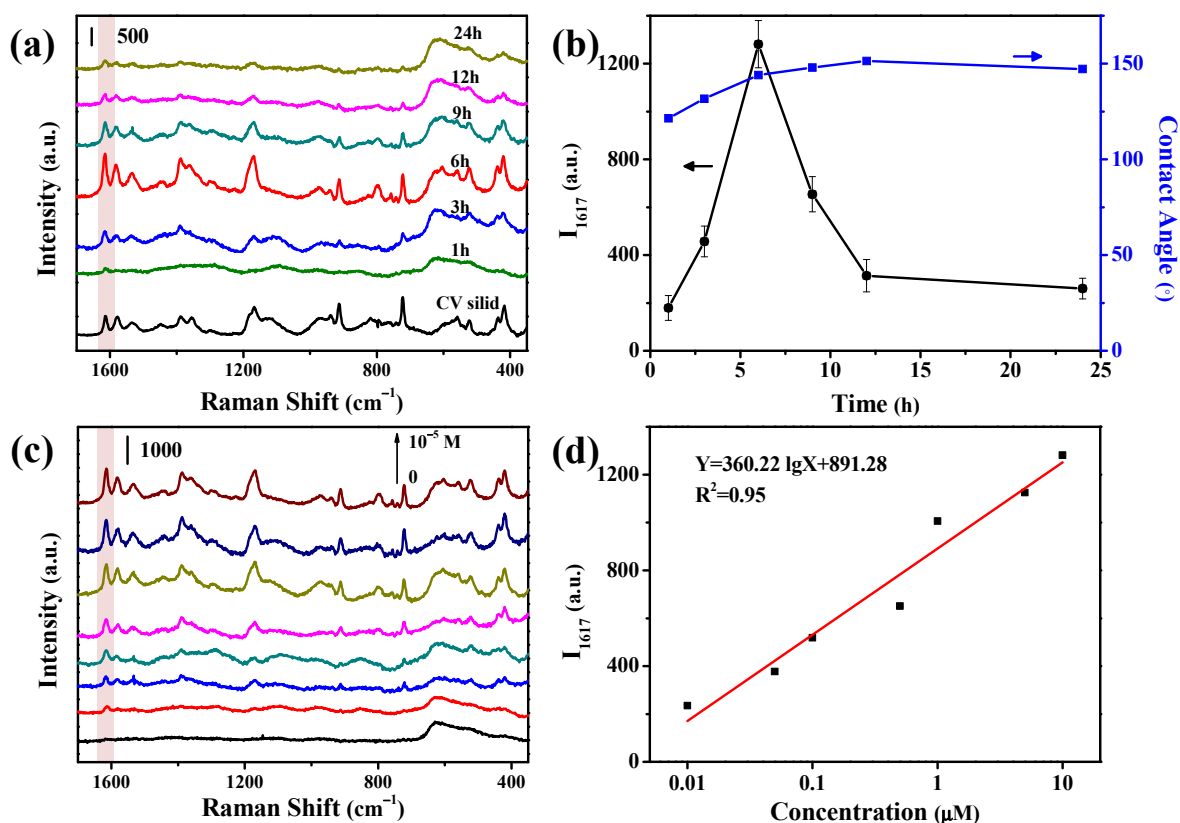 (a)
500
24h
12h
9h
6h
3h
1h
CV silid
Intensity (a.u.)
1600 1200 800 400
Raman Shift (cm⁻¹)
(b)
1200
800
400
0
I₁₆₁₇ (a.u.)
150
100
50
0
Contact Angle (°)
0 5 10 15 20 25
Time (h)
(c)
1000
10⁻⁵ M
0
Intensity (a.u.)
1600 1200 800 400
Raman Shift (cm⁻¹)
(d)
Y=360.22 lgX+891.28
R²=0.95
1200
800
400
0
I₁₆₁₇ (a.u.)
0.01 0.1 1 10
Concentration (μM)